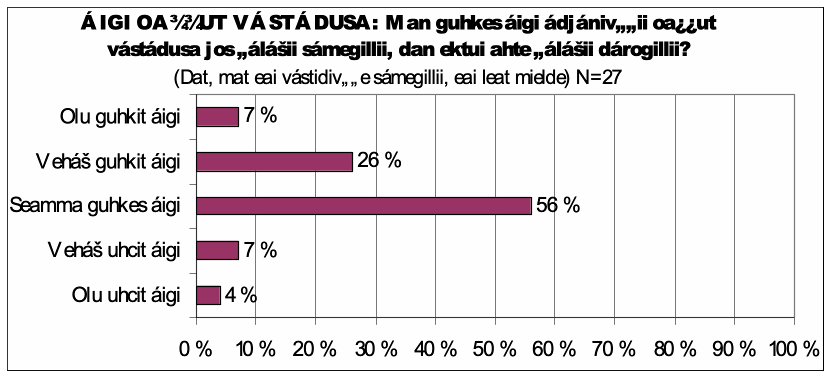 ÁIGI OA¾¾UT VÁSTÁDUSA: Man guhkes áigi ádjániv„„ii oa¿¿ut
vástádusa jos „álášii sámegillii, dan ektui ahte „álášii dárogillii?
(Dat, mat eai vástidiv„„e sámegillii, eai leat mielde) N=27
Olu guhkit áigi 7 %
Veháš guhkit áigi 26 %
Seamma guhkes áigi 56 %
Veháš uhcit áigi 7 %
Olu uhcit áigi 4 %
0 % 10 % 20 % 30 % 40 % 50 % 60 % 70 % 80 % 90 % 100 %